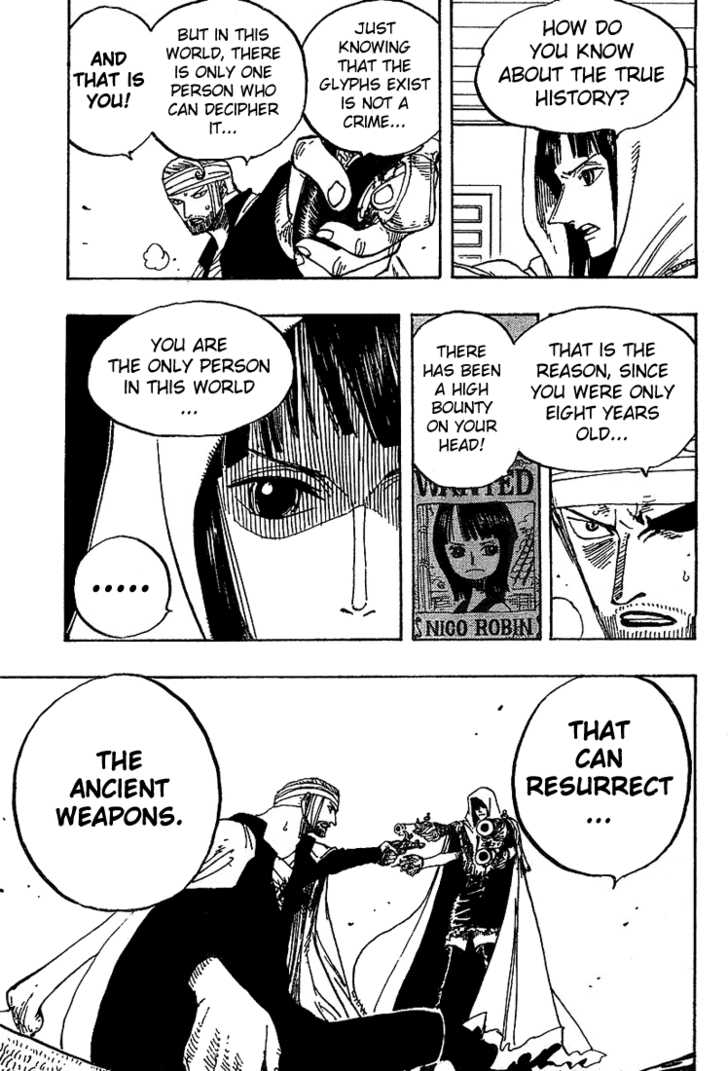 HOW DO
YOU KNOW
ABOUT THE TRUE
HISTORY?
JUST
KNOWING
THAT THE
GLYPHS EXIST
IS NOT A
CRIME...
BUT IN THIS
WORLD, THERE
IS ONLY ONE
PERSON WHO
CAN DECIPHER
IT...
AND
THAT IS
YOU!
THAT IS THE
REASON, SINCE
YOU WERE ONLY
EIGHT YEARS
OLD...
THERE
HAS BEEN
A HIGH
BOUNTY
ON YOUR
HEAD!
WANTED
NICO ROBIN
YOU ARE
THE ONLY PERSON
IN THIS WORLD
...
.....
THAT
CAN
RESURRECT
...
THE
ANCIENT
WEAPONS.